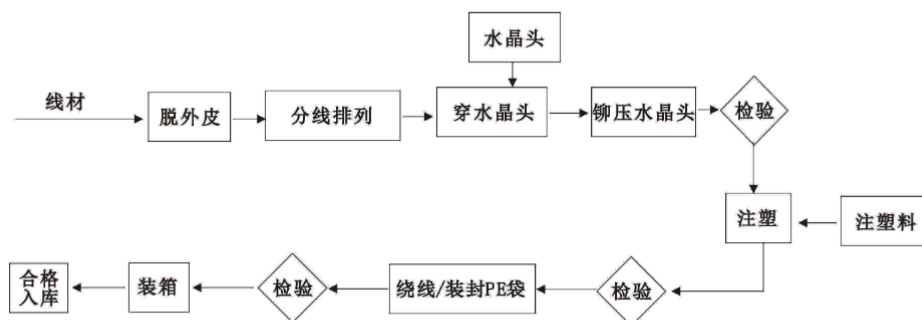 水晶头
线材
脱外皮
分线排列
穿水晶头
铆压水晶头
检验
注塑
注塑料
检验
绕线/装封PE袋
检验
装箱
合格
入库